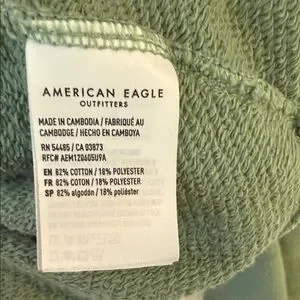 AMERICAN EAGLE
OUTFITTERS
MADE IN CAMBODIA / FABRIQUÉ AU
CAMBODGE / HECHO EN CAMBOYA
RN 54485 / CA 03873
RFC# AEM120605U9A
EN 82% COTTON / 18% POLYESTER
FR 82% COTON / 18% POLYESTER
SP 82% algodón / 18% poliéster